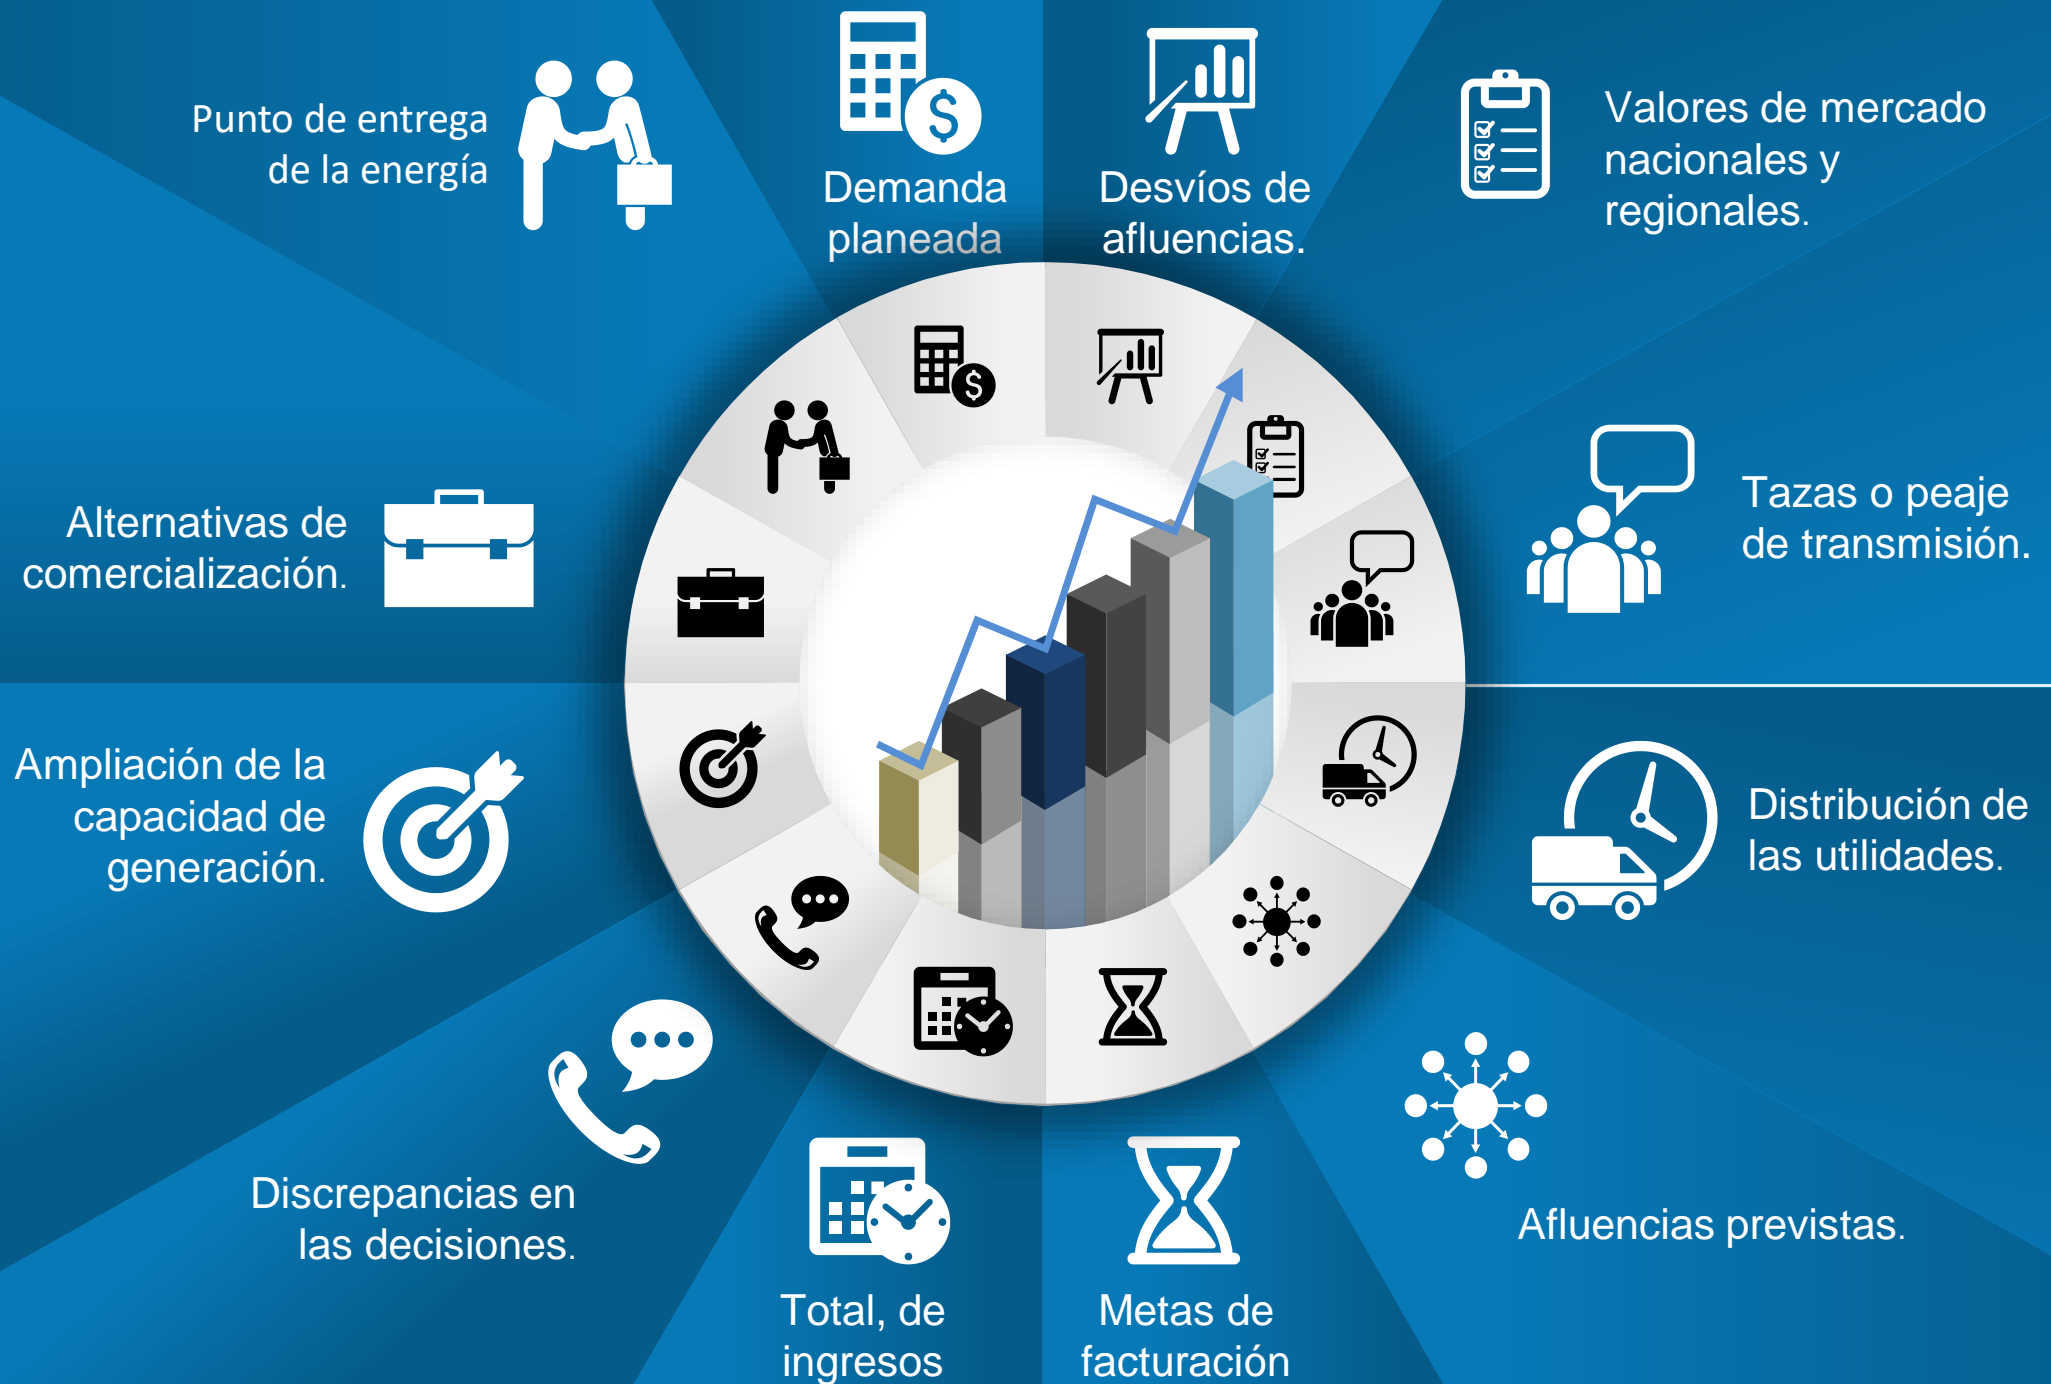 Punto de entrega
de la energía
Demanda
planeada
Desvíos de
afluencias.
Valores de mercado
nacionales y
regionales.
Alternativas de
comercialización.
Tazas o peaje
de transmisión.
Ampliación de la
capacidad de
generación.
Distribución de
las utilidades.
Discrepancias en
las decisiones.
Total, de
ingresos
Metas de
facturación
Afluencias previstas.